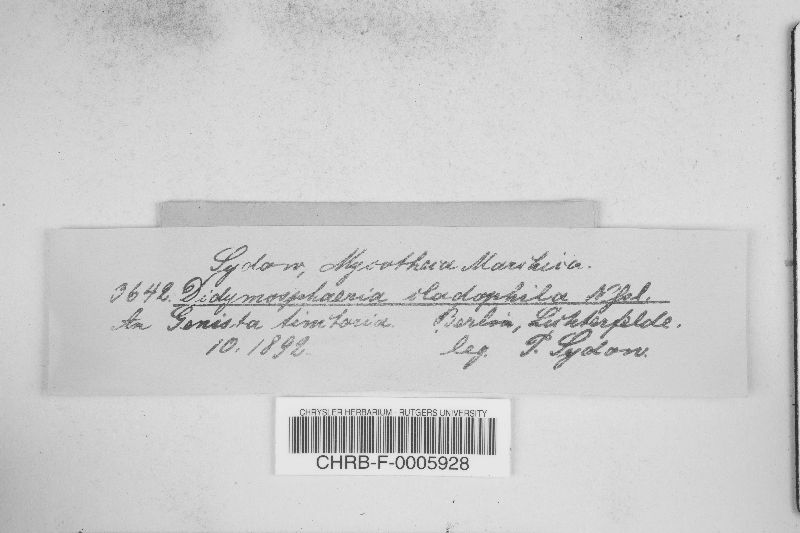 Sydow, Mycotheca Marchica.
3642. Didymosphaeria cladophila Nssl.
An Genista tinctoria. Berlin, Lichterfelde.
10. 1892. leg. P. Sydow.
CHRYSLER HERBARIUM - RUTGERS UNIVERSITY
CHRB-F-0005928